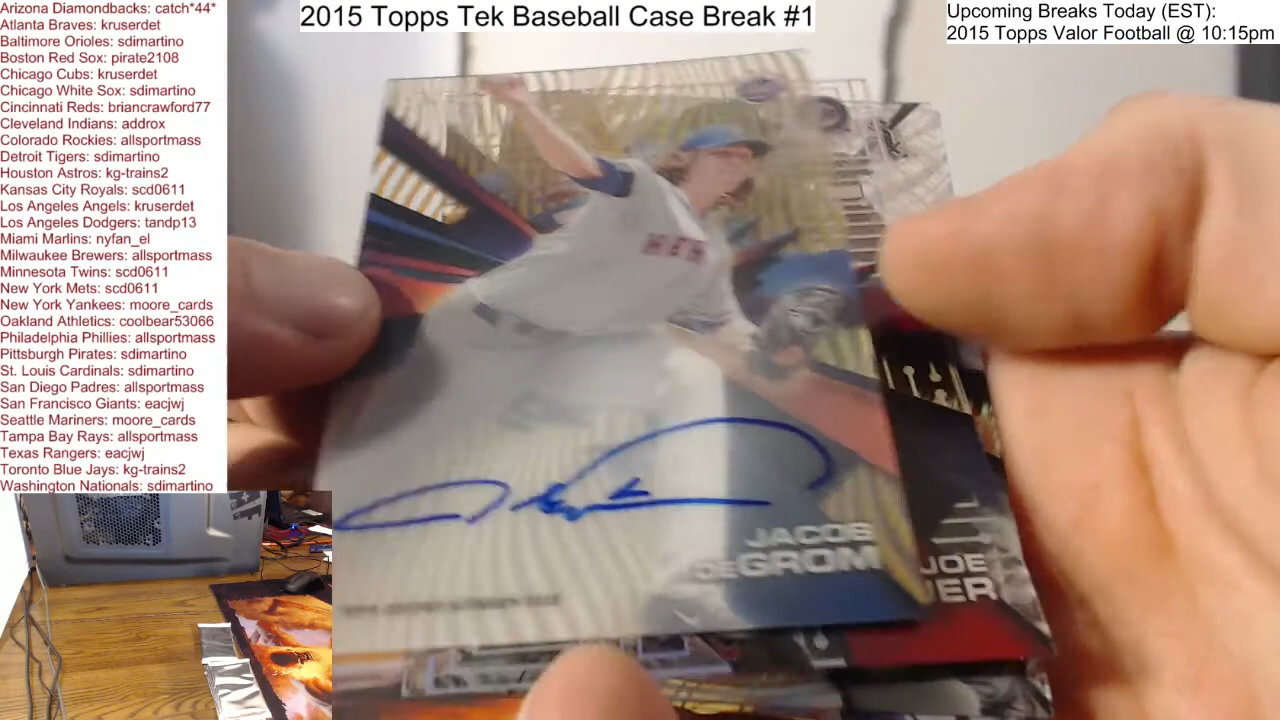 Arizona Diamondbacks: catch*44*
Atlanta Braves: kruserdet
Baltimore Orioles: sdimartino
Boston Red Sox: pirate2108
Chicago Cubs: kruserdet
Chicago White Sox: sdimartino
Cincinnati Reds: briancrawford77
Cleveland Indians: addrox
Colorado Rockies: allsportmass
Detroit Tigers: sdimartino
Houston Astros: kg-trains2
Kansas City Royals: scd0611
Los Angeles Angels: kruserdet
Los Angeles Dodgers: tandp13
Miami Marlins: nyfan_el
Milwaukee Brewers: allsportmass
Minnesota Twins: scd0611
New York Mets: scd0611
New York Yankees: moore_cards
Oakland Athletics: coolbear53066
Philadelphia Phillies: allsportmass
Pittsburgh Pirates: sdimartino
St. Louis Cardinals: sdimartino
San Diego Padres: allsportmass
San Francisco Giants: eacjwj
Seattle Mariners: moore_cards
Tampa Bay Rays: allsportmass
Texas Rangers: eacjwj
Toronto Blue Jays: kg-trains2
Washington Nationals: sdimartino
2015 Topps Tek Baseball Case Break #1
Upcoming Breaks Today (EST):
2015 Topps Valor Football @ 10:15pm
JACOB
DEGROM
JOE